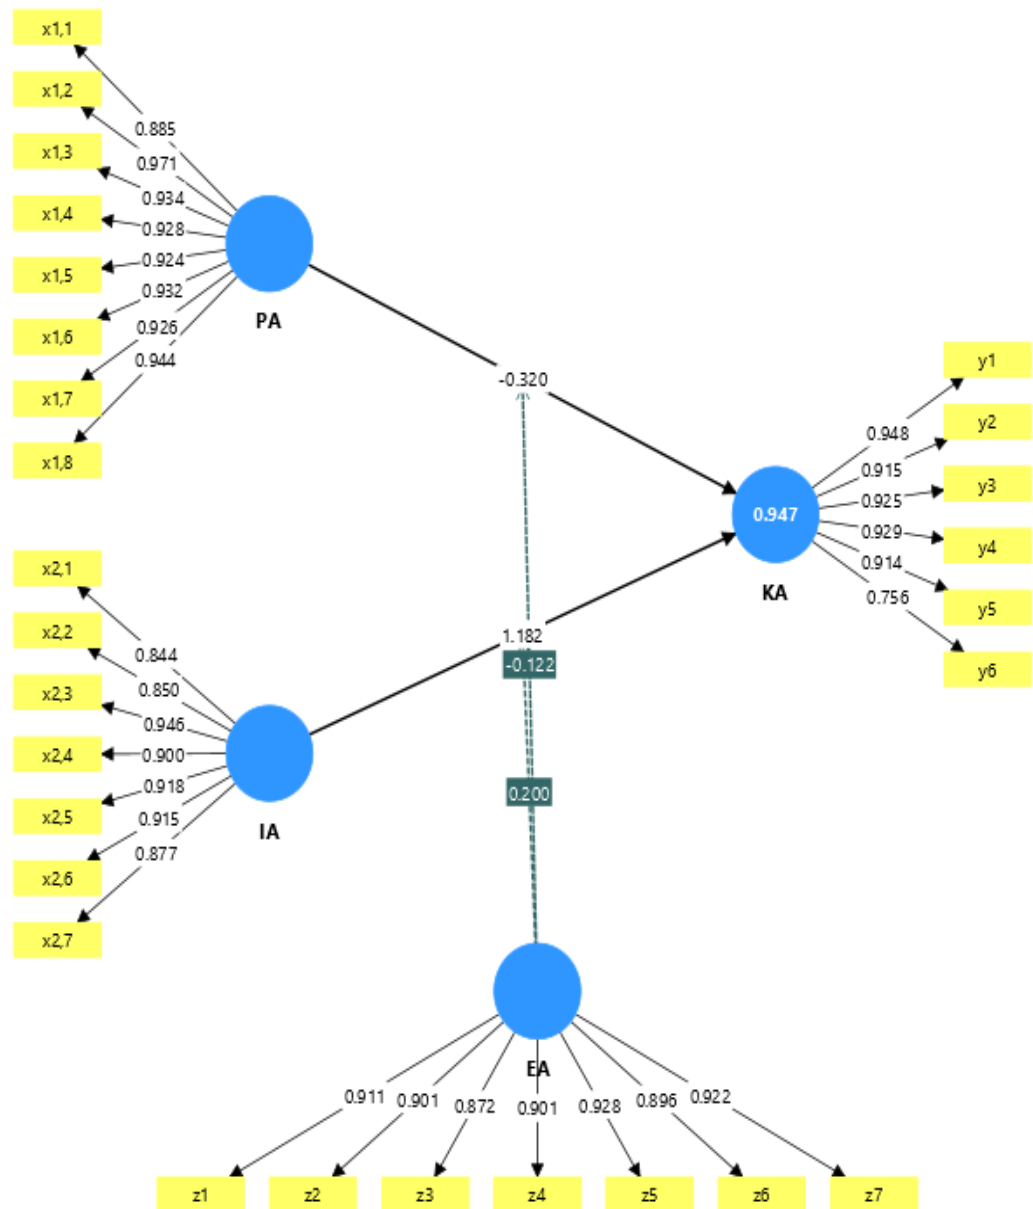 x1,1
x1,2
x1,3
x1,4
x1,5
x1,6
x1,7
x1,8
0.885
0.971
0.934
0.928
0.924
0.932
0.926
0.944
PA
-0.320
x2,1
x2,2
x2,3
x2,4
x2,5
x2,6
x2,7
0.844
0.850
0.946
0.900
0.918
0.915
0.877
IA
1.182
-0.122
0.200
0.947
KA
0.948
0.915
0.925
0.929
0.914
0.756
y1
y2
y3
y4
y5
y6
EA
0.911
0.901
0.872
0.901
0.928
0.896
0.922
z1
z2
z3
z4
z5
z6
z7